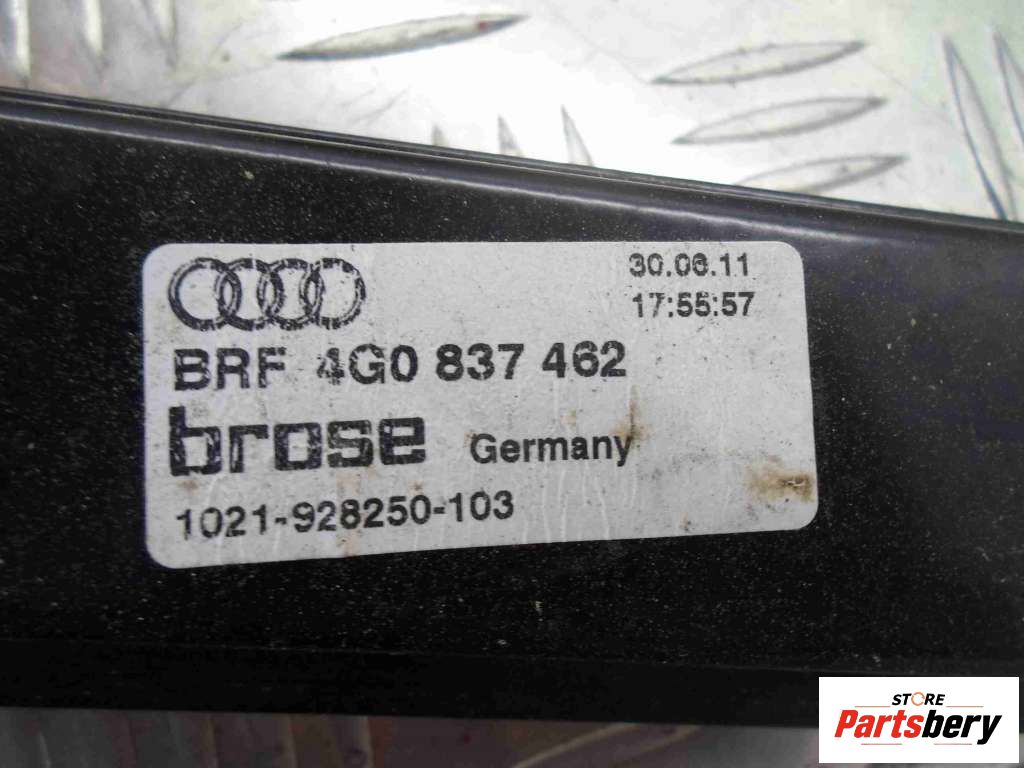 30.06.11
17:55:57
BRF 4G0 837 462
brose Germany
1021-928250-103
STORE
Partsbery